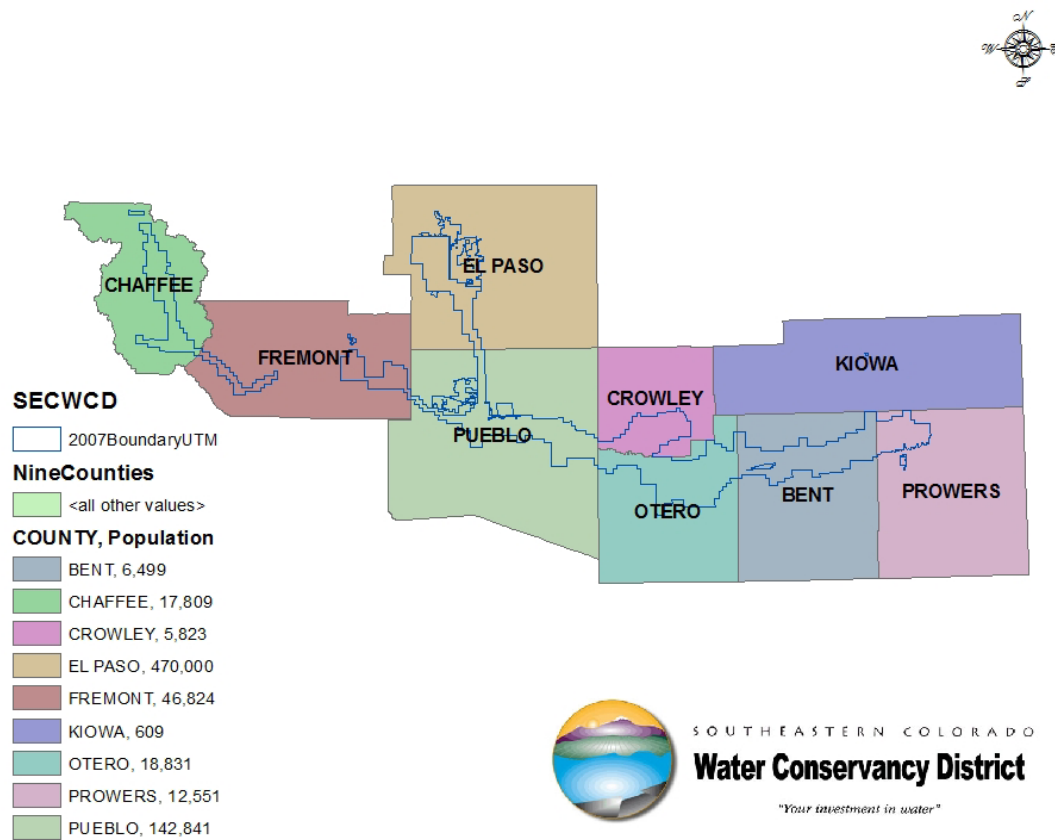 N
W E
S
EL PASO
CHAFFEE
FREMONT
KIOWA
CROWLEY
PUEBLO
BENT
PROWERS
OTERO
SECWCD
2007BoundaryUTM
NineCounties
<all other values>
COUNTY, Population
BENT, 6,499
CHAFFEE, 17,809
CROWLEY, 5,823
EL PASO, 470,000
FREMONT, 46,824
KIOWA, 609
OTERO, 18,831
PROWERS, 12,551
PUEBLO, 142,841
SOUTHEASTERN COLORADO
Water Conservancy District
"Your investment in water"